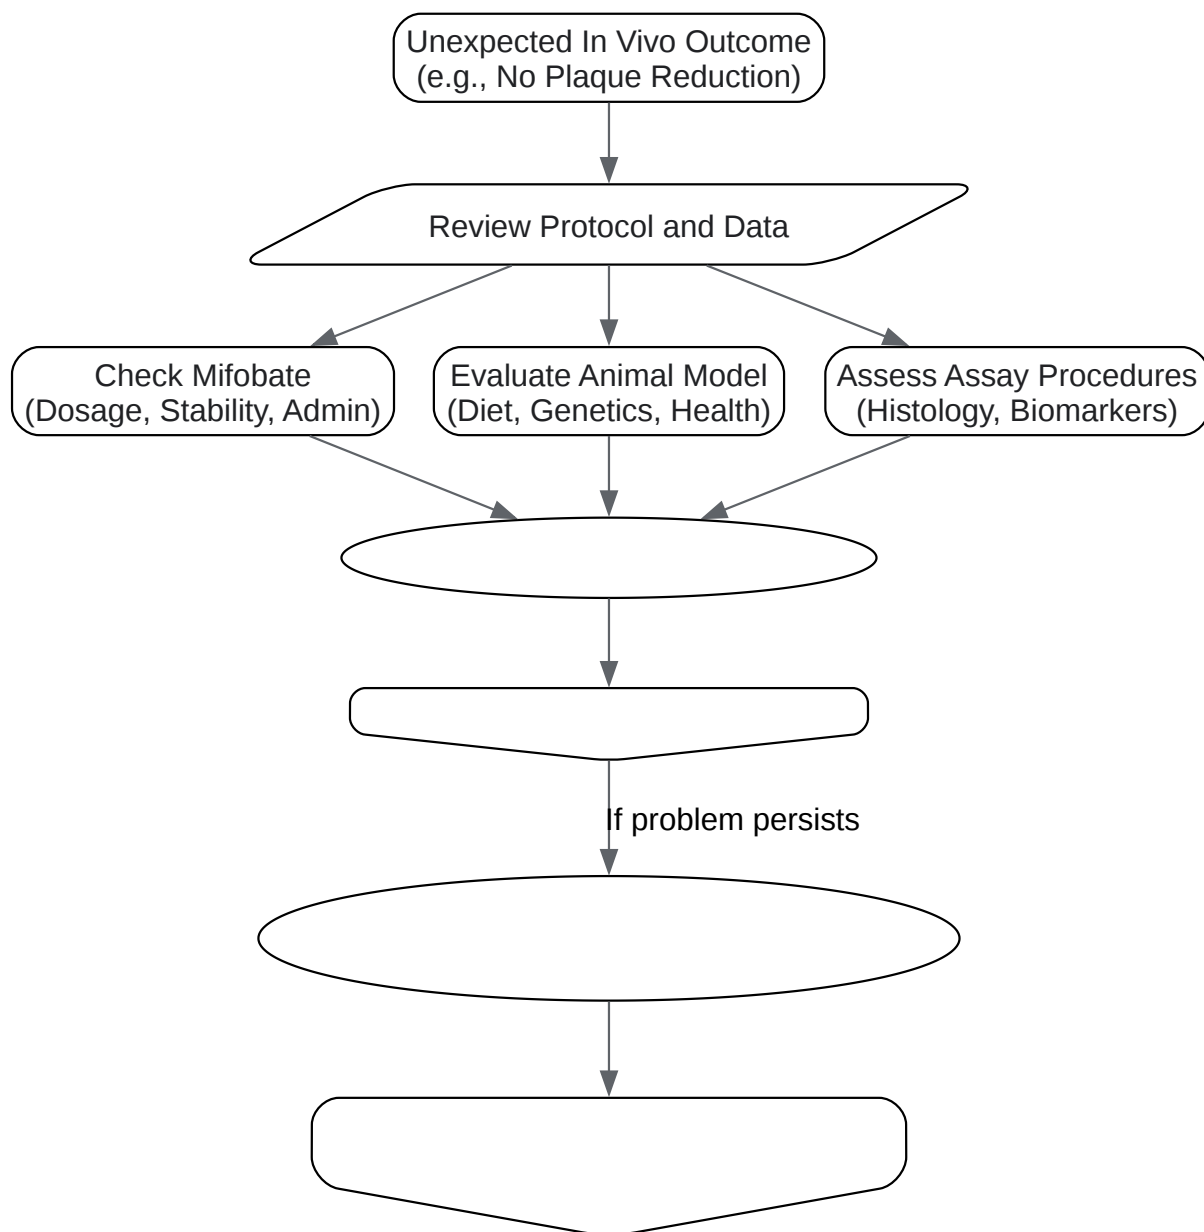 Unexpected In Vivo Outcome
(e.g., No Plaque Reduction)
Review Protocol and Data
Check Mifobate
(Dosage, Stability, Admin)
Evaluate Animal Model
(Diet, Genetics, Health)
Assess Assay Procedures
(Histology, Biomarkers)
If problem persists